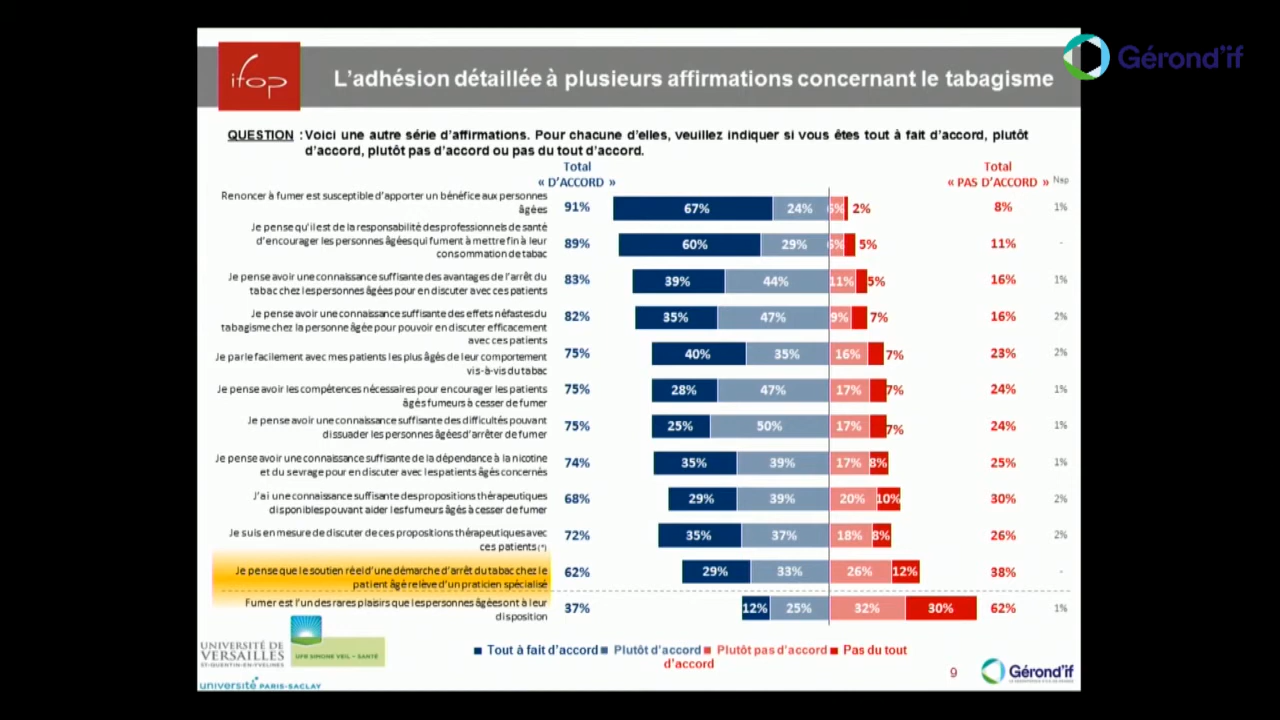 ifop
L'adhésion détaillée à plusieurs affirmations concernant le tabagisme
Gérond'if
QUESTION : Voici une autre série d'affirmations. Pour chacune d'elles, veuillez indiquer si vous êtes tout à fait d'accord, plutôt
d'accord, plutôt pas d'accord ou pas du tout d'accord.
Total
« D'ACCORD »
Total
« PAS D'ACCORD »
Nsp
Renoncer à fumer est susceptible d'apporter un bénéfice aux personnes
âgées
91% 67% 24% 6% 2% 8% 1%
Je pense qu'il est de la responsabilité des professionnels de santé
d'encourager les personnes âgées qui fument à mettre fin à leur
consommation de tabac
89% 60% 29% 6% 5% 11% -
Je pense avoir une connaissance suffisante des avantages de l'arrêt du
tabac chez les personnes âgées pour en discuter avec ces patients
83% 39% 44% 11% 5% 16% 1%
Je pense avoir une connaissance suffisante des effets néfastes du
tabagisme chez la personne âgée pour pouvoir en discuter efficacement
avec ces patients
82% 35% 47% 9% 7% 16% 2%
Je parle facilement avec mes patients les plus âgés de leur comportement
vis-à-vis du tabac
75% 40% 35% 16% 7% 23% 2%
Je pense avoir les compétences nécessaires pour encourager les patients
âgés fumeurs à cesser de fumer
75% 28% 47% 17% 7% 24% 1%
Je pense avoir une connaissance suffisante des difficultés pouvant
dissuader les personnes âgées d'arrêter de fumer
75% 25% 50% 17% 7% 24% 1%
Je pense avoir une connaissance suffisante de la dépendance à la nicotine
et du sevrage pour en discuter avec les patients âgés concernés
74% 35% 39% 17% 8% 25% 1%
J'ai une connaissance suffisante des propositions thérapeutiques
disponibles pouvant aider les fumeurs âgés à cesser de fumer
68% 29% 39% 20% 10% 30% 2%
Je suis en mesure de discuter de ces propositions thérapeutiques avec
ces patients (*)
72% 35% 37% 18% 8% 26% 2%
Je pense que le soutien réel d'une démarche d'arrêt du tabac chez le
patient âgé relève d'un praticien spécialisé
62% 29% 33% 26% 12% 38% -
Fumer est l'un des rares plaisirs que les personnes âgées ont à leur
disposition
37% 12% 25% 32% 30% 62% 1%
Tout à fait d'accord Plutôt d'accord Plutôt pas d'accord Pas du tout
d'accord
UNIVERSITÉ DE
VERSAILLES
ST-QUENTIN-EN-YVELINES
UFR SIMONE VEIL - SANTÉ
université PARIS-SACLAY
9
Gérond'if